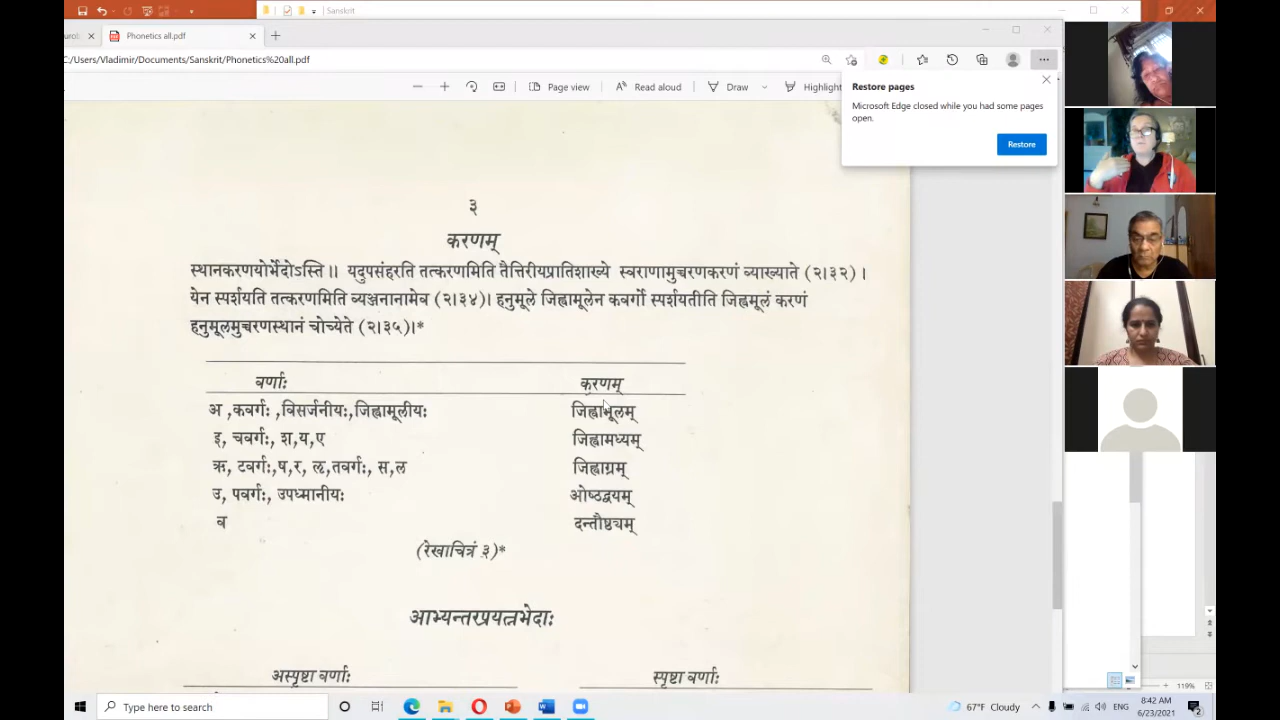 Sanskrit
Phonetics all.pdf
C:/Users/Vladimir/Documents/Sanskrit/Phonetics%20all.pdf
Page view
Read aloud
Draw
Highlight
Restore pages
Microsoft Edge closed while you had some pages
open.
Restore
३
करणम्
स्थानकरणयोर्भेदोऽस्ति॥ यदुपसंहरति तत्करणमिति तैत्तिरीयप्रातिशाख्ये स्वराणामुच्चरणकरणं व्याख्याते (२।३२)।
येन स्पर्शयति तत्करणमिति व्यञ्जनानामेव (२।३४)। हनुमूले जिह्वामूलेन कवर्गो स्पर्शयतीति जिह्नमूलं करणं
हनुमूलमुच्चरणस्थानं चोच्येते (२।३५)।*
वर्णाः करणम्
अ ,कवर्गः ,विसर्जनीयः,जिह्वामूलीयः जिह्वामूलम्
इ, चवर्गः, श,य,ए जिह्वामध्यम्
ऋ, टवर्गः,ष,र, ऌ,तवर्गः, स,ल जिह्वाग्रम्
उ, पवर्गः, उपध्मानीयः ओष्ठद्वयम्
व दन्तौष्ठ्यम्
(रेखाचित्रं ३)*
आभ्यन्तरप्रयत्नभेदाः
अस्पृष्टा वर्णाः स्पृष्टा वर्णाः
119%
Type here to search
67°F Cloudy
ENG
8:42 AM
6/23/2021
2